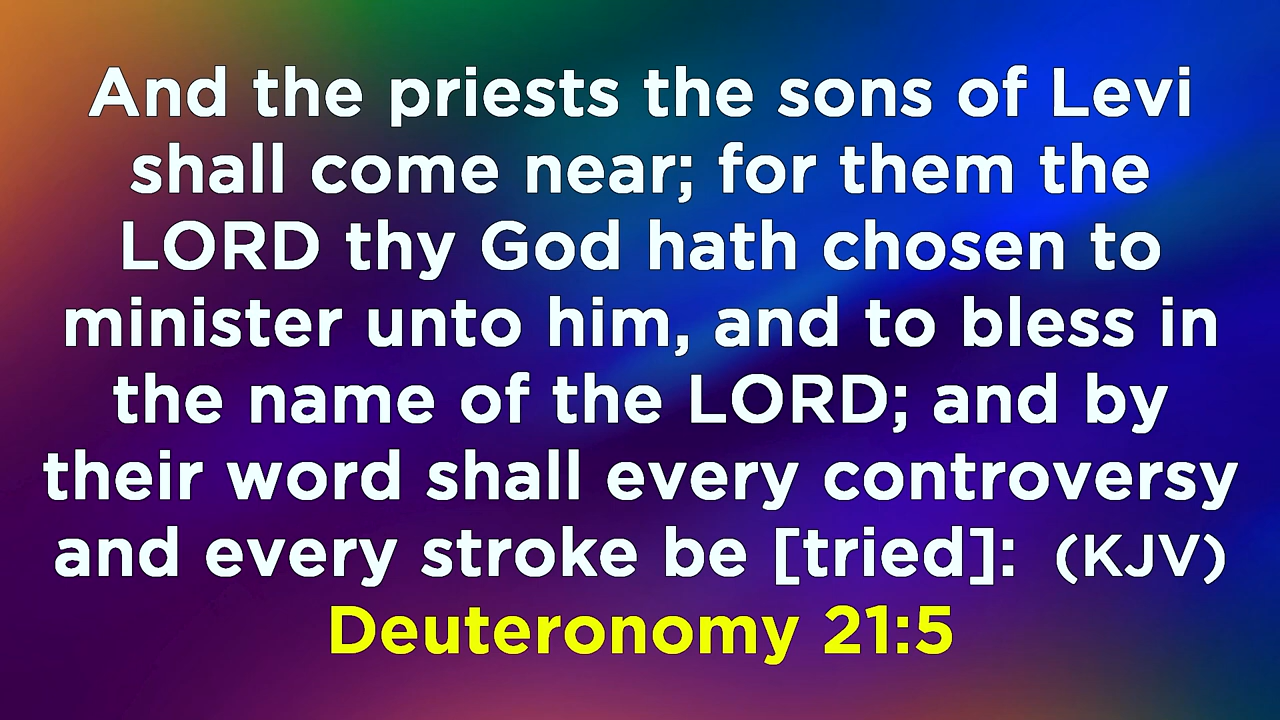 And the priests the sons of Levi
shall come near; for them the
LORD thy God hath chosen to
minister unto him, and to bless in
the name of the LORD; and by
their word shall every controversy
and every stroke be [tried]: (KJV)
Deuteronomy 21:5